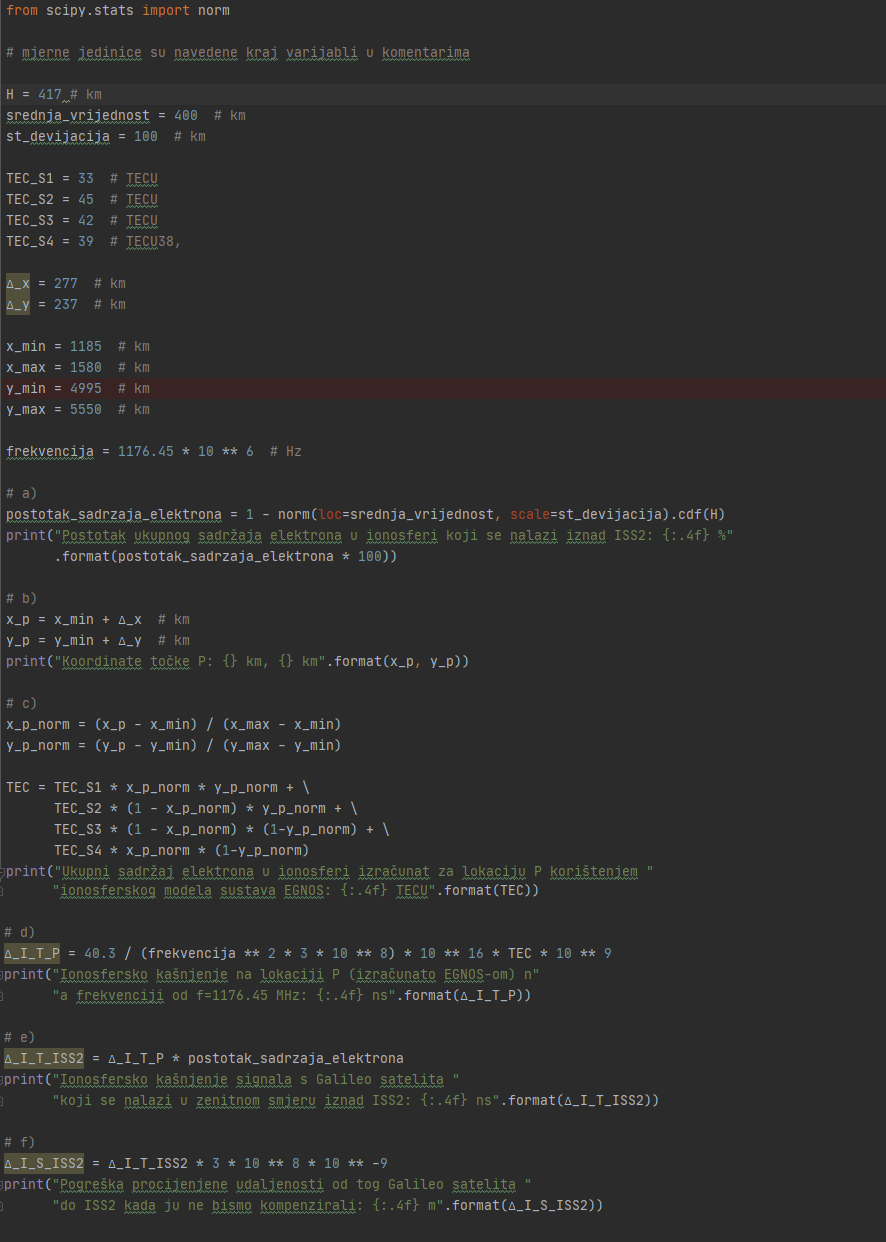 from scipy.stats import norm
# mjerne jedinice su navedene kraj varijabli u komentarima
H = 417 # km
srednja_vrijednost = 400  # km
st_devijacija = 100  # km
TEC_S1 = 33  # TECU
TEC_S2 = 45  # TECU
TEC_S3 = 42  # TECU
TEC_S4 = 39  # TECU38,
Δ_x = 277  # km
Δ_y = 237  # km
x_min = 1185  # km
x_max = 1580  # km
y_min = 4995  # km
y_max = 5550  # km
frekvencija = 1176.45 * 10 ** 6  # Hz
# a)
postotak_sadrzaja_elektrona = 1 - norm(loc=srednja_vrijednost, scale=st_devijacija).cdf(H)
print("Postotak ukupnog sadržaja elektrona u ionosferi koji se nalazi iznad ISS2: {:.4f} %"
      .format(postotak_sadrzaja_elektrona * 100))
# b)
x_p = x_min + Δ_x  # km
y_p = y_min + Δ_y  # km
print("Koordinate točke P: {} km, {} km".format(x_p, y_p))
# c)
x_p_norm = (x_p - x_min) / (x_max - x_min)
y_p_norm = (y_p - y_min) / (y_max - y_min)
TEC = TEC_S1 * x_p_norm * y_p_norm + \
      TEC_S2 * (1 - x_p_norm) * y_p_norm + \
      TEC_S3 * (1 - x_p_norm) * (1-y_p_norm) + \
      TEC_S4 * x_p_norm * (1-y_p_norm)
print("Ukupni sadržaj elektrona u ionosferi izračunat za lokaciju P korištenjem "
      "ionosferskog modela sustava EGNOS: {:.4f} TECU".format(TEC))
# d)
Δ_I_T_P = 40.3 / (frekvencija ** 2 * 3 * 10 ** 8) * 10 ** 16 * TEC * 10 ** 9
print("Ionosfersko kašnjenje na lokaciji P (izračunato EGNOS-om) n"
      "a frekvenciji od f=1176.45 MHz: {:.4f} ns".format(Δ_I_T_P))
# e)
Δ_I_T_ISS2 = Δ_I_T_P * postotak_sadrzaja_elektrona
print("Ionosfersko kašnjenje signala s Galileo satelita "
      "koji se nalazi u zenitnom smjeru iznad ISS2: {:.4f} ns".format(Δ_I_T_ISS2))
# f)
Δ_I_S_ISS2 = Δ_I_T_ISS2 * 3 * 10 ** 8 * 10 ** -9
print("Pogreška procijenjene udaljenosti od tog Galileo satelita "
      "do ISS2 kada ju ne bismo kompenzirali: {:.4f} m".format(Δ_I_S_ISS2))